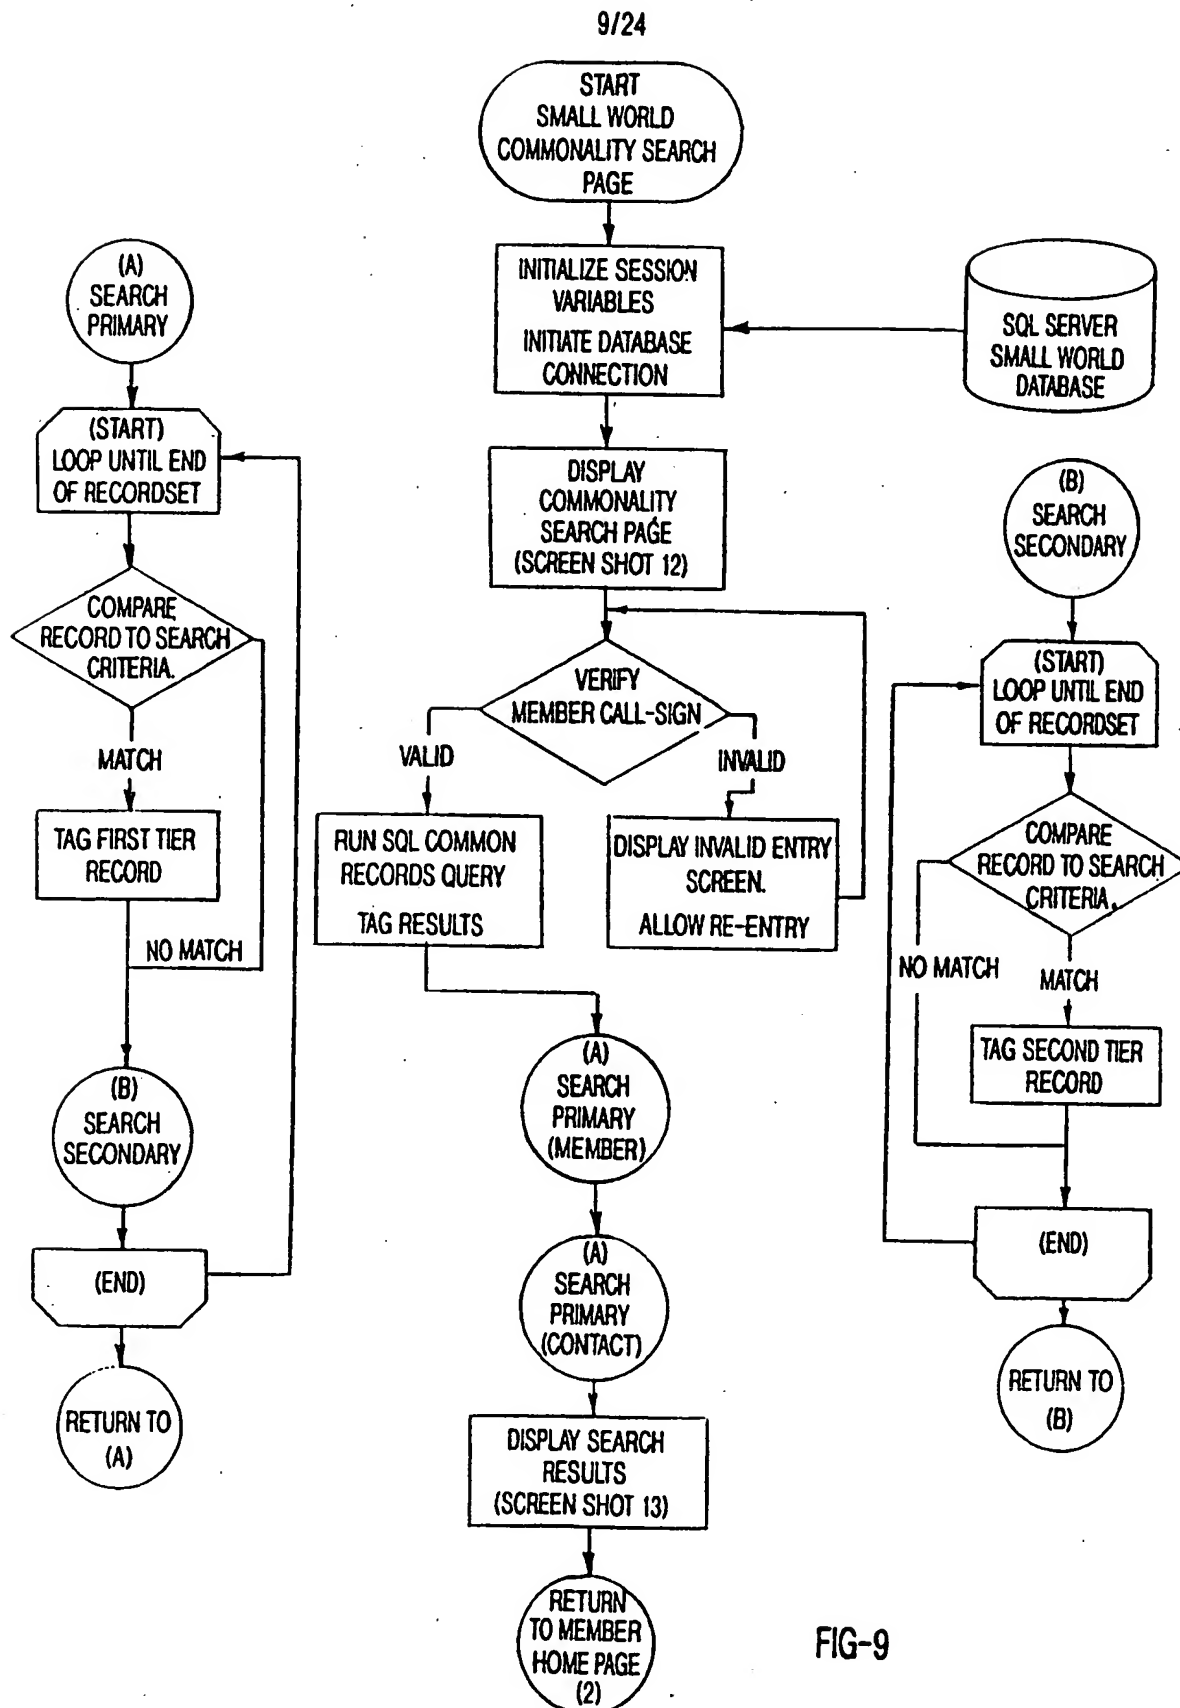 9/24
START
SMALL WORLD
COMMONALITY SEARCH
PAGE
INITIALIZE SESSION
VARIABLES
INITIATE DATABASE
CONNECTION
SQL SERVER
SMALL WORLD
DATABASE
DISPLAY
COMMONALITY
SEARCH PAGE
(SCREEN SHOT 12)
VERIFY
MEMBER CALL-SIGN
VALID
INVALID
RUN SQL COMMON
RECORDS QUERY
TAG RESULTS
DISPLAY INVALID ENTRY
SCREEN.
ALLOW RE-ENTRY
(A)
SEARCH
PRIMARY
(MEMBER)
(A)
SEARCH
PRIMARY
(CONTACT)
DISPLAY SEARCH
RESULTS
(SCREEN SHOT 13)
RETURN
TO MEMBER
HOME PAGE
(2)
(A)
SEARCH
PRIMARY
(START)
LOOP UNTIL END
OF RECORDSET
COMPARE
RECORD TO SEARCH
CRITERIA.
MATCH
TAG FIRST TIER
RECORD
NO MATCH
(B)
SEARCH
SECONDARY
(END)
RETURN TO
(A)
(B)
SEARCH
SECONDARY
(START)
LOOP UNTIL END
OF RECORDSET
COMPARE
RECORD TO SEARCH
CRITERIA.
NO MATCH
MATCH
TAG SECOND TIER
RECORD
(END)
RETURN TO
(B)
FIG-9